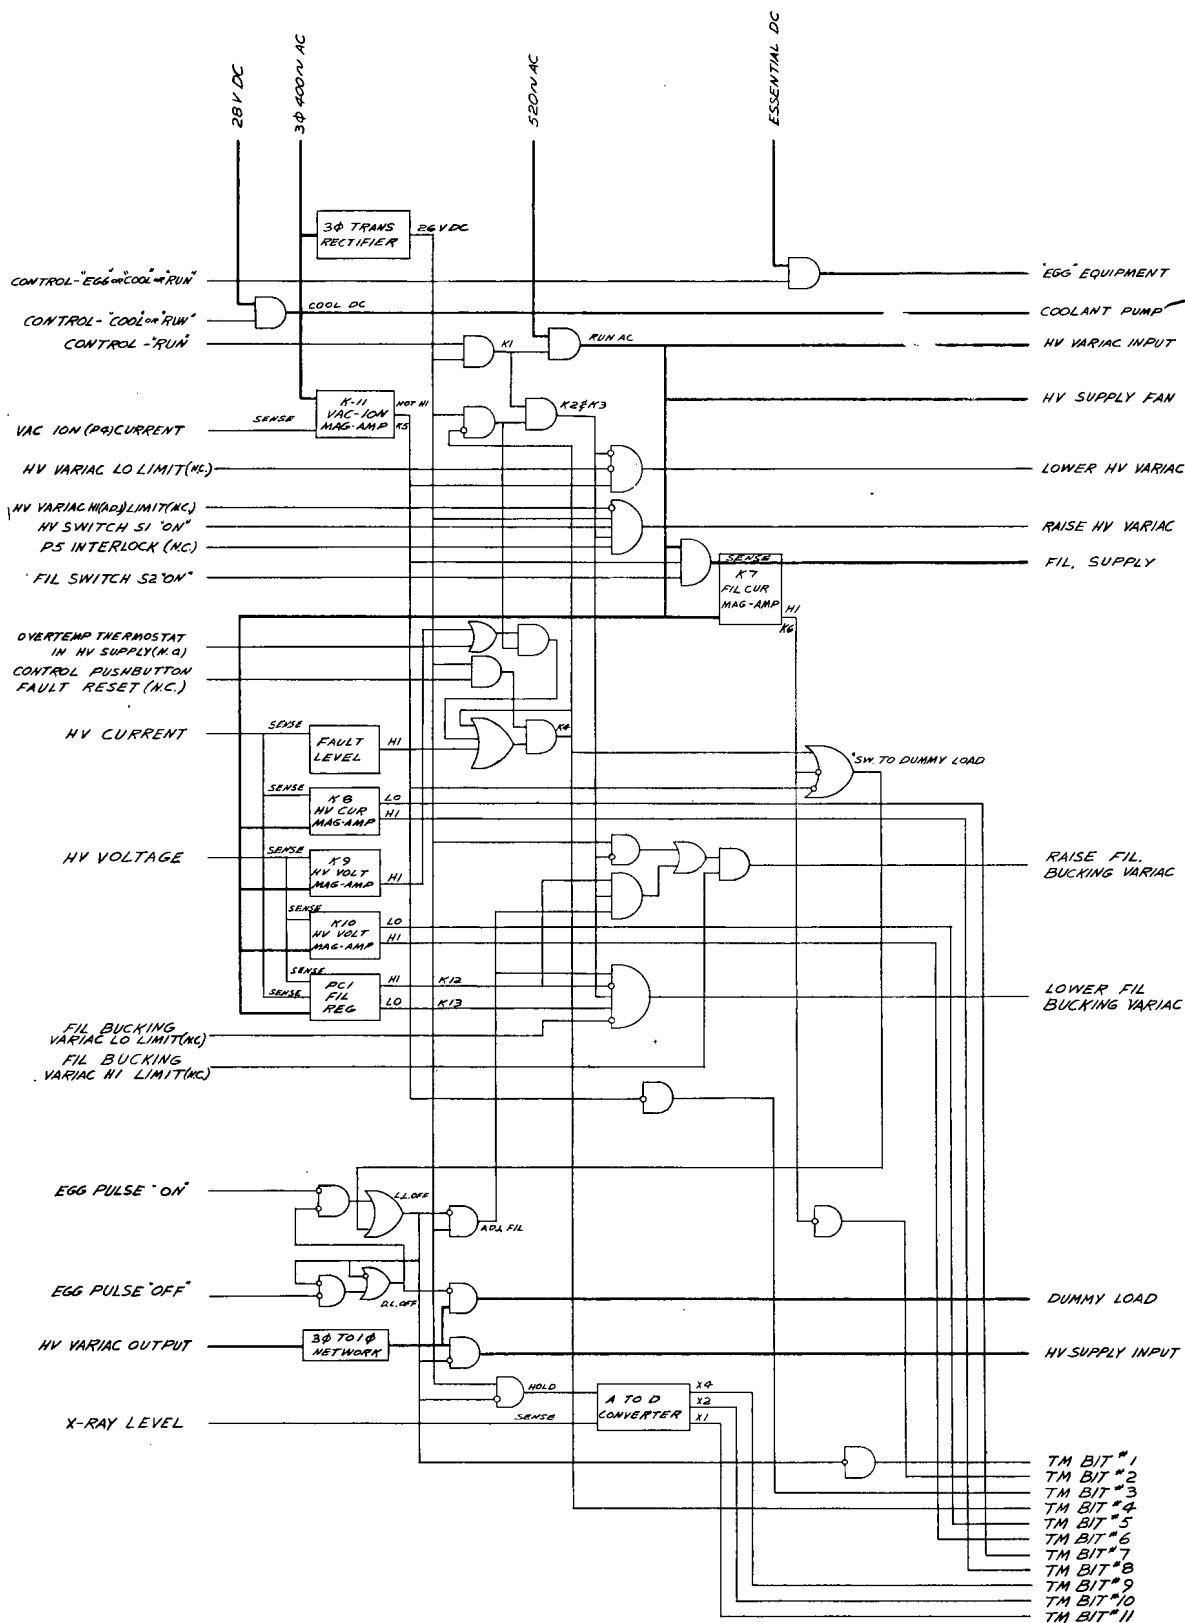 28V DC
3Φ 400~ AC
520~ AC
ESSENTIAL DC
3Φ TRANS
RECTIFIER
26 V DC
CONTROL-"EGG" OR "COOL" OR "RUN"
"EGG" EQUIPMENT
COOL DC
COOLANT PUMP
CONTROL-"COOL" OR "RUN"
CONTROL-"RUN"
K1
RUN AC
HV VARIAC INPUT
K-11
VAC-ION
MAG-AMP
NOT HI
K5
K2 & K3
HV SUPPLY FAN
SENSE
VAC ION (P4) CURRENT
HV VARIAC LO LIMIT (N.C.)
LOWER HV VARIAC
HV VARIAC HI (ADJ) LIMIT (N.C.)
HV SWITCH S1 "ON"
RAISE HV VARIAC
PS INTERLOCK (N.C.)
SENSE
K7
FIL CUR
MAG-AMP
HI
K6
FIL. SUPPLY
FIL SWITCH S2 "ON"
OVERTEMP THERMOSTAT
IN HV SUPPLY (N.O.)
CONTROL PUSHBUTTON
FAULT RESET (N.C.)
HV CURRENT
SENSE
FAULT
LEVEL
HI
K4
"SW. TO DUMMY LOAD
SENSE
K8
HV CUR
MAG-AMP
LO
HI
HV VOLTAGE
SENSE
K9
HV VOLT
MAG-AMP
HI
RAISE FIL.
BUCKING VARIAC
SENSE
K10
HV VOLT
MAG-AMP
LO
HI
SENSE
SENSE
PC1
FIL
REG
HI
K12
LO
K13
LOWER FIL
BUCKING VARIAC
FIL BUCKING
VARIAC LO LIMIT (N.C.)
FIL BUCKING
VARIAC HI LIMIT (N.C.)
EGG PULSE "ON"
L.L. OFF
ADJ. FIL
EGG PULSE "OFF"
D.L. OFF
DUMMY LOAD
HV VARIAC OUTPUT
3Φ TO 1Φ
NETWORK
HV SUPPLY INPUT
HOLD
A TO D
CONVERTER
X4
X2
X1
X-RAY LEVEL
SENSE
TM BIT #1
TM BIT #2
TM BIT #3
TM BIT #4
TM BIT #5
TM BIT #6
TM BIT #7
TM BIT #8
TM BIT #9
TM BIT #10
TM BIT #11